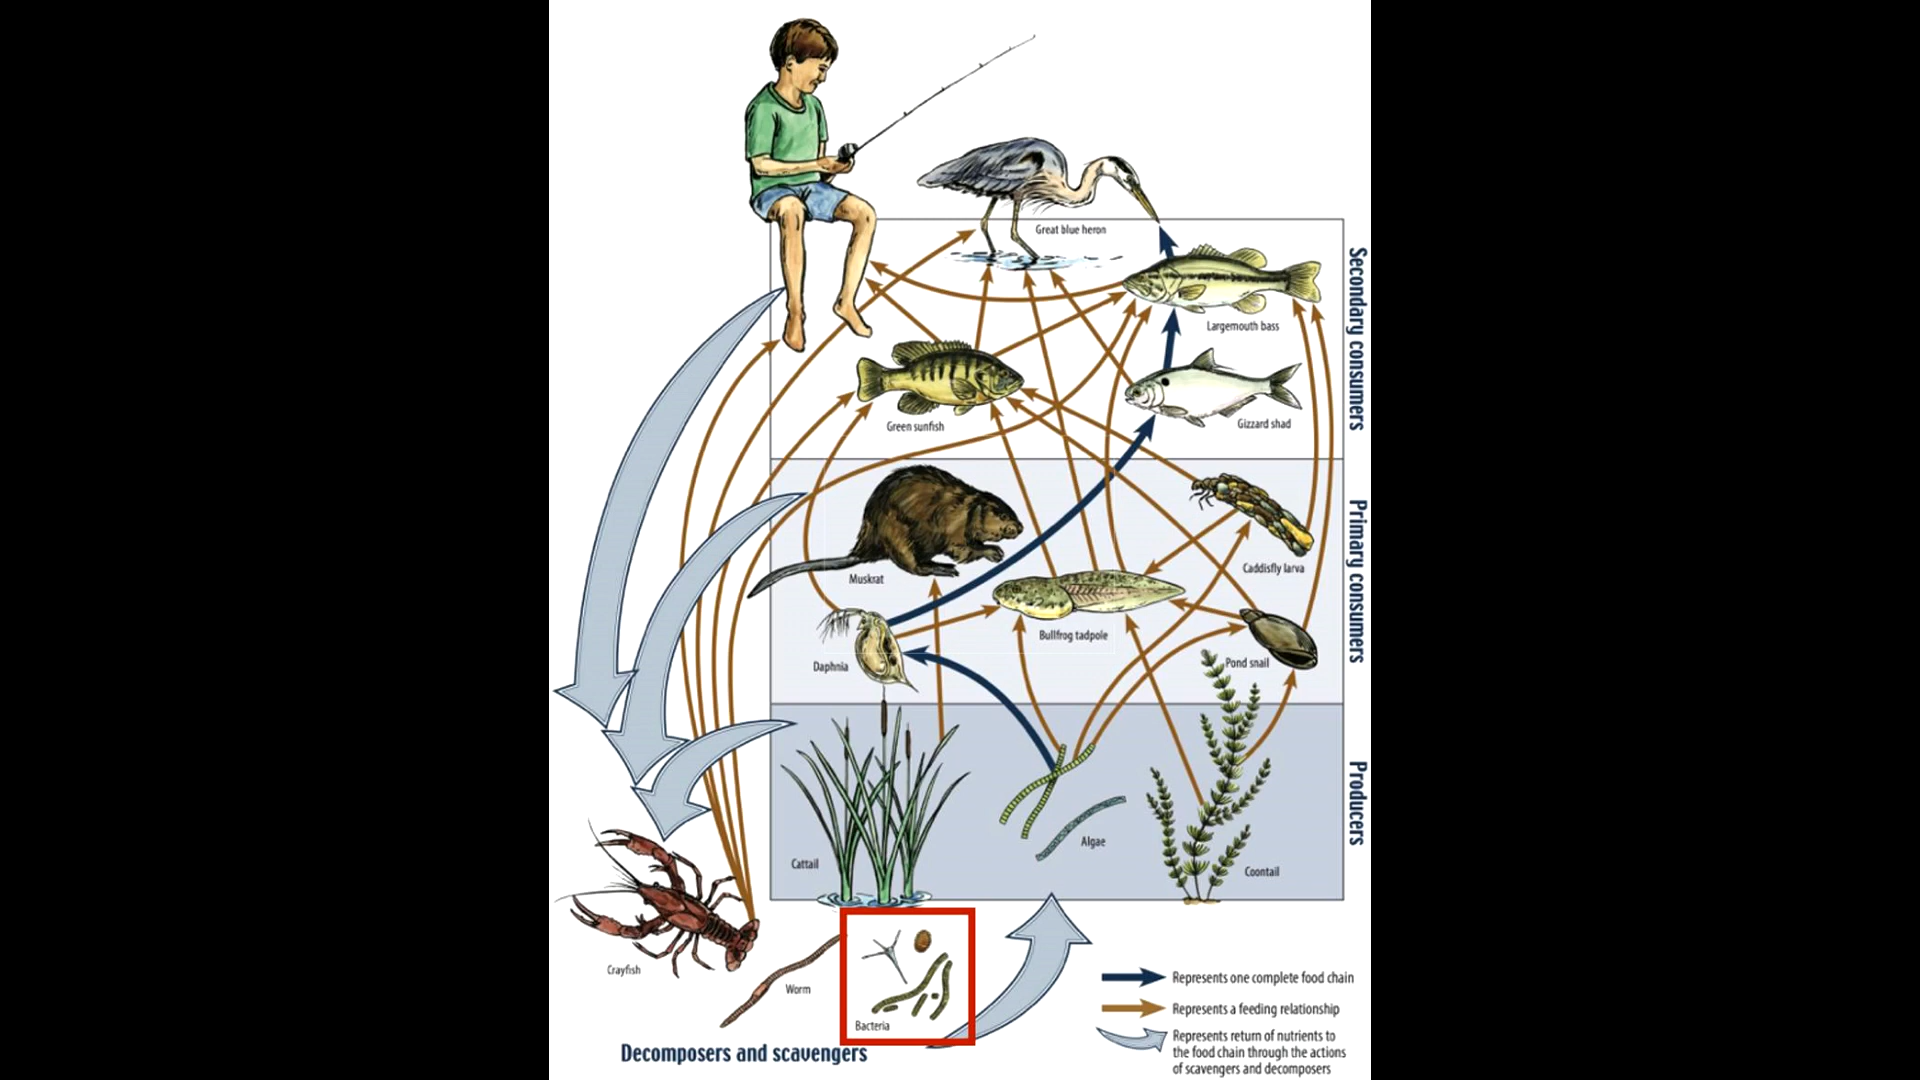 Great blue heron
Largemouth bass
Green sunfish
Gizzard shad
Secondary consumers
Muskrat
Caddisfly larva
Bullfrog tadpole
Daphnia
Pond snail
Primary consumers
Cattail
Algae
Coontail
Producers
Crayfish
Worm
Bacteria
Decomposers and scavengers
Represents one complete food chain
Represents a feeding relationship
Represents return of nutrients to
the food chain through the actions
of scavengers and decomposers